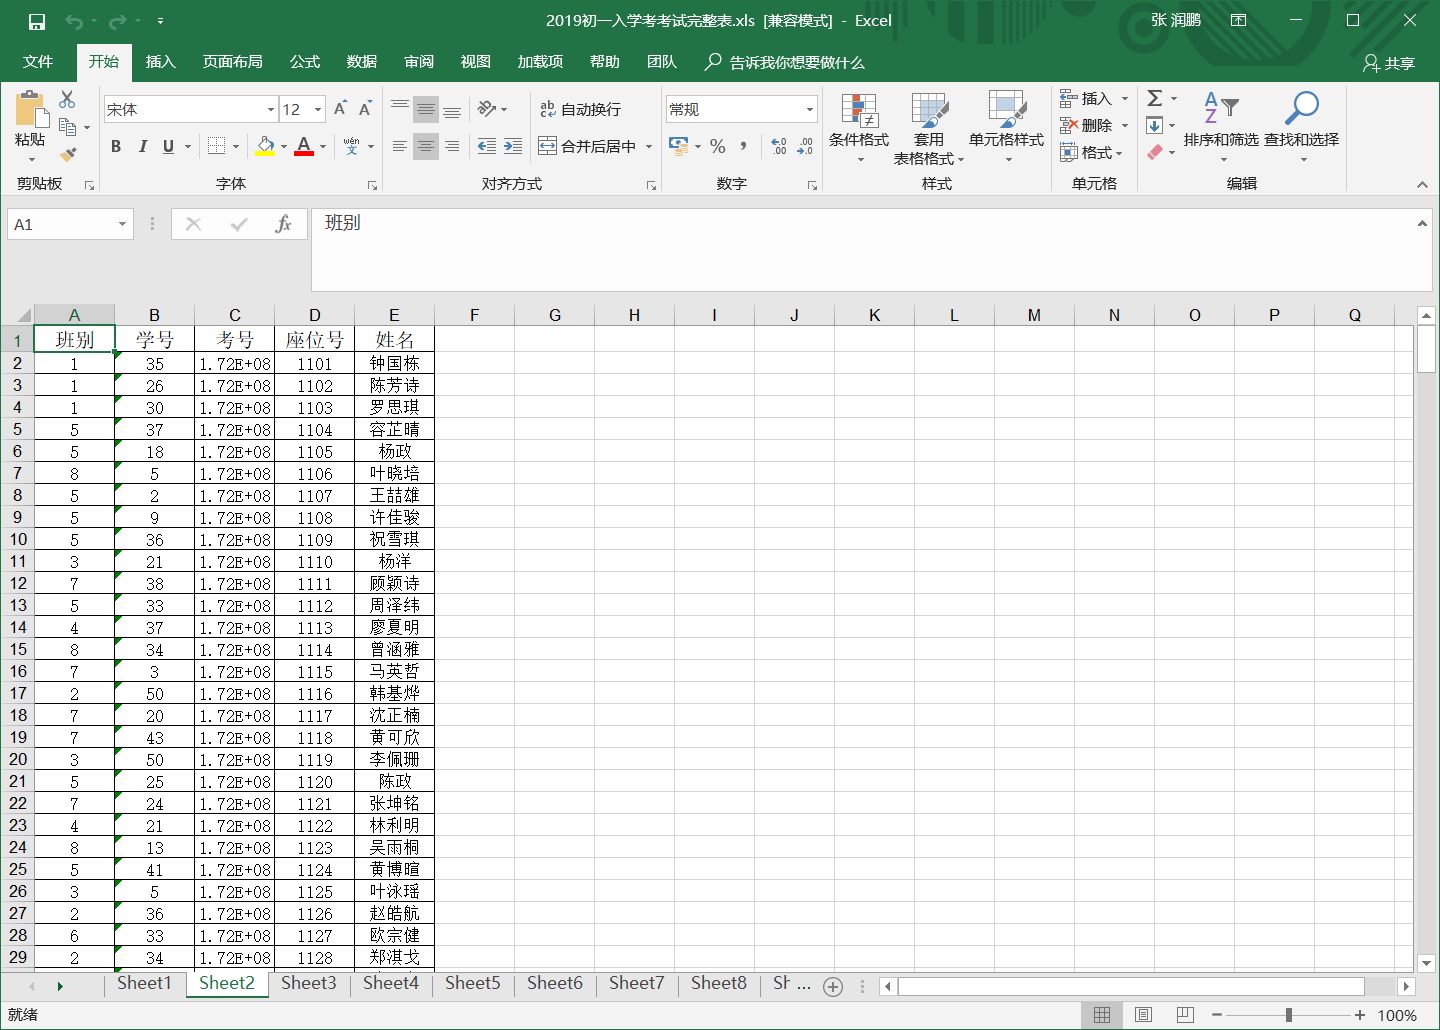 2019初一入学考考试完整表.xls  [兼容模式]  -  Excel
张 润鹏
文件 开始 插入 页面布局 公式 数据 审阅 视图 加载项 帮助 团队 告诉我你想要做什么 共享
宋体 12 ab 自动换行 常规 插入 Σ
粘贴 B I U A wén 文 合并后居中 % 条件格式 套用 表格格式 单元格样式 删除 格式 排序和筛选 查找和选择
剪贴板 字体 对齐方式 数字 样式 单元格 编辑
A1 fx 班别
A B C D E F G H I J K L M N O P Q
1 班别 学号 考号 座位号 姓名
2 1 35 1.72E+08 1101 钟国栋
3 1 26 1.72E+08 1102 陈芳诗
4 1 30 1.72E+08 1103 罗思琪
5 5 37 1.72E+08 1104 容芷晴
6 5 18 1.72E+08 1105 杨政
7 8 5 1.72E+08 1106 叶晓培
8 5 2 1.72E+08 1107 王喆雄
9 5 9 1.72E+08 1108 许佳骏
10 5 36 1.72E+08 1109 祝雪琪
11 3 21 1.72E+08 1110 杨洋
12 7 38 1.72E+08 1111 顾颖诗
13 5 33 1.72E+08 1112 周泽纬
14 4 37 1.72E+08 1113 廖夏明
15 8 34 1.72E+08 1114 曾涵雅
16 7 3 1.72E+08 1115 马英哲
17 2 50 1.72E+08 1116 韩基烨
18 7 20 1.72E+08 1117 沈正楠
19 7 43 1.72E+08 1118 黄可欣
20 3 50 1.72E+08 1119 李佩珊
21 5 25 1.72E+08 1120 陈政
22 7 24 1.72E+08 1121 张坤铭
23 4 21 1.72E+08 1122 林利明
24 8 13 1.72E+08 1123 吴雨桐
25 5 41 1.72E+08 1124 黄博暄
26 3 5 1.72E+08 1125 叶泳瑶
27 2 36 1.72E+08 1126 赵皓航
28 6 33 1.72E+08 1127 欧宗健
29 2 34 1.72E+08 1128 郑淇戈
Sheet1 Sheet2 Sheet3 Sheet4 Sheet5 Sheet6 Sheet7 Sheet8 Sh ...
就绪 100%